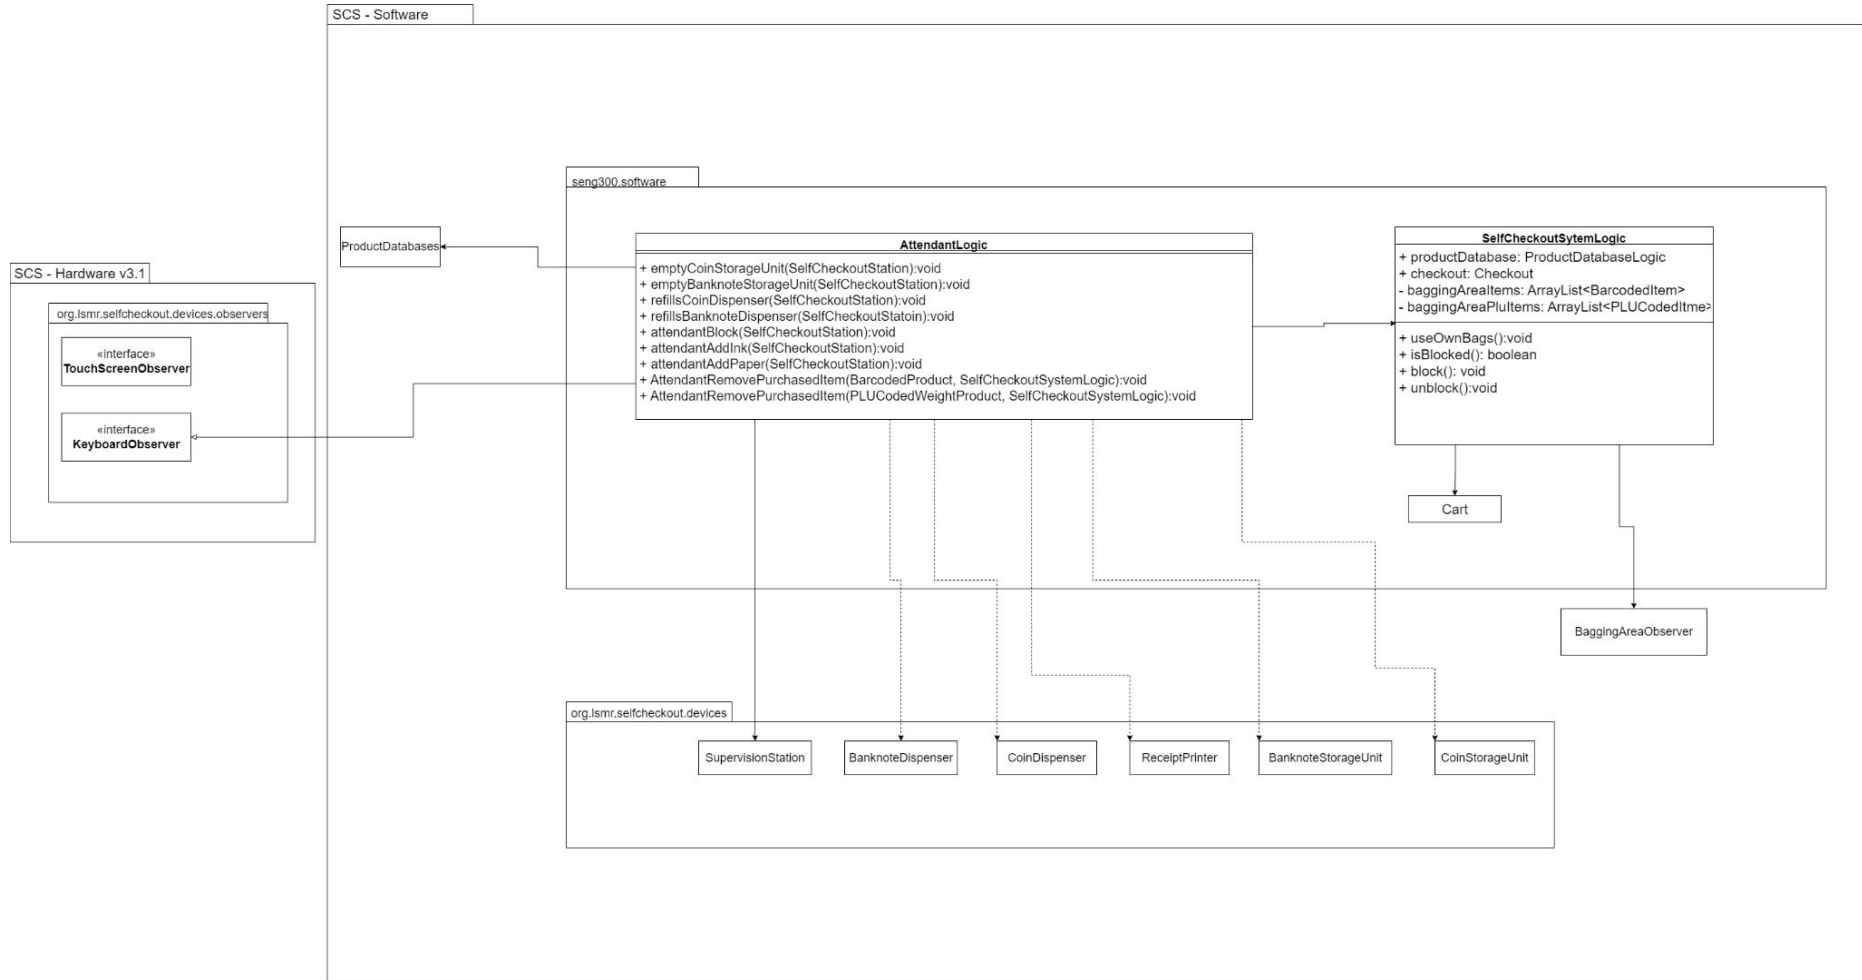 SCS - Software
seng300.software
ProductDatabases
AttendantLogic
+ emptyCoinStorageUnit(SelfCheckoutStation):void
+ emptyBanknoteStorageUnit(SelfCheckoutStation):void
+ refillsCoinDispenser(SelfCheckoutStation):void
+ refillsBanknoteDispenser(SelfCheckoutStatoin):void
+ attendantBlock(SelfCheckoutStation):void
+ attendantAddInk(SelfCheckoutStation):void
+ attendantAddPaper(SelfCheckoutStation):void
+ AttendantRemovePurchasedItem(BarcodedProduct, SelfCheckoutSystemLogic):void
+ AttendantRemovePurchasedItem(PLUCodedWeightProduct, SelfCheckoutSystemLogic):void
SelfCheckoutSytemLogic
+ productDatabase: ProductDatabaseLogic
+ checkout: Checkout
- baggingAreaItems: ArrayList<BarcodedItem>
- baggingAreaPluItems: ArrayList<PLUCodedItme>
+ useOwnBags():void
+ isBlocked(): boolean
+ block(): void
+ unblock():void
SCS - Hardware v3.1
org.lsmr.selfcheckout.devices.observers
«interface»
TouchScreenObserver
«interface»
KeyboardObserver
Cart
BaggingAreaObserver
org.lsmr.selfcheckout.devices
SupervisionStation
BanknoteDispenser
CoinDispenser
ReceiptPrinter
BanknoteStorageUnit
CoinStorageUnit